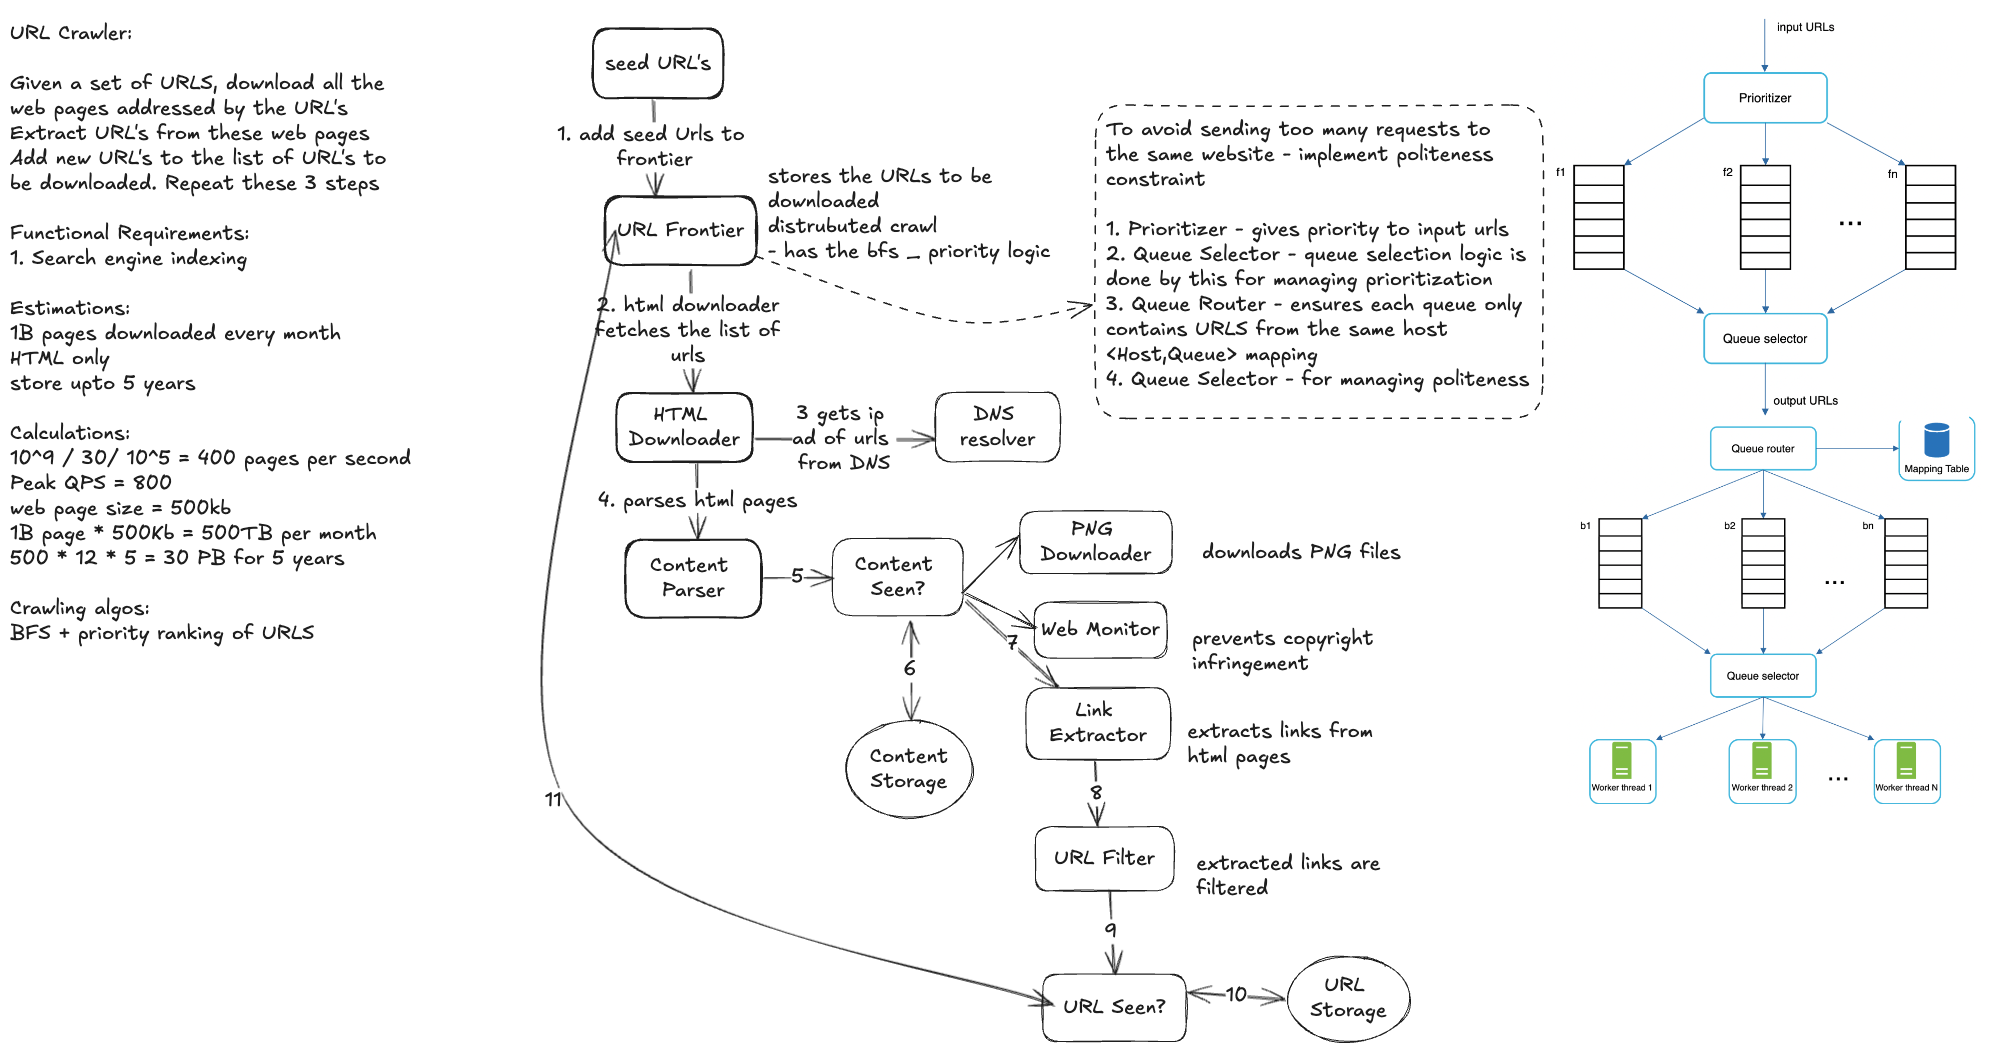 URL Crawler:
Given a set of URLS, download all the
web pages addressed by the URL's
Extract URL's from these web pages
Add new URL's to the list of URL's to
be downloaded. Repeat these 3 steps
Functional Requirements:
1. Search engine indexing
Estimations:
1B pages downloaded every month
HTML only
store upto 5 years
Calculations:
10^9 / 30/ 10^5 = 400 pages per second
Peak QPS = 800
web page size = 500kb
1B page * 500Kb = 500TB per month
500 * 12 * 5 = 30 PB for 5 years
Crawling algos:
BFS + priority ranking of URLS
seed URL's
1. add seed Urls to
frontier
URL Frontier
stores the URLs to be
downloaded
distrubuted crawl
- has the bfs _ priority logic
2. html downloader
fetches the list of
urls
HTML
Downloader
3 gets ip
ad of urls
from DNS
DNS
resolver
4. parses html pages
Content
Parser
5
Content
Seen?
6
Content
Storage
PNG
Downloader
downloads PNG files
Web Monitor
prevents copyright
infringement
7
Link
Extractor
extracts links from
html pages
8
URL Filter
extracted links are
filtered
9
URL Seen?
10
URL
Storage
11
To avoid sending too many requests to
the same website - implement politeness
constraint
1. Prioritizer - gives priority to input urls
2. Queue Selector - queue selection logic is
done by this for managing prioritization
3. Queue Router - ensures each queue only
contains URLS from the same host
<Host,Queue> mapping
4. Queue Selector - for managing politeness
input URLs
Prioritizer
f1
f2
fn
...
Queue selector
output URLs
Queue router
Mapping Table
b1
b2
bn
...
Queue selector
Worker thread 1
Worker thread 2
...
Worker thread N